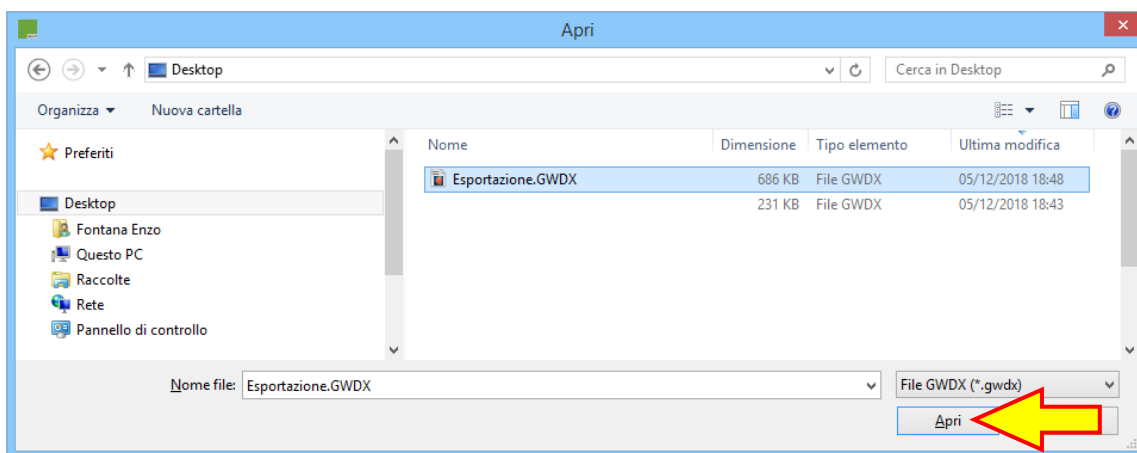 Apri
Desktop
Cerca in Desktop
Organizza
Nuova cartella
Preferiti
Desktop
Fontana Enzo
Questo PC
Raccolte
Rete
Pannello di controllo
Nome Dimensione Tipo elemento Ultima modifica
Esportazione.GWDX 686 KB File GWDX 05/12/2018 18:48
231 KB File GWDX 05/12/2018 18:43
Nome file: Esportazione.GWDX
File GWDX (*.gwdx)
Apri